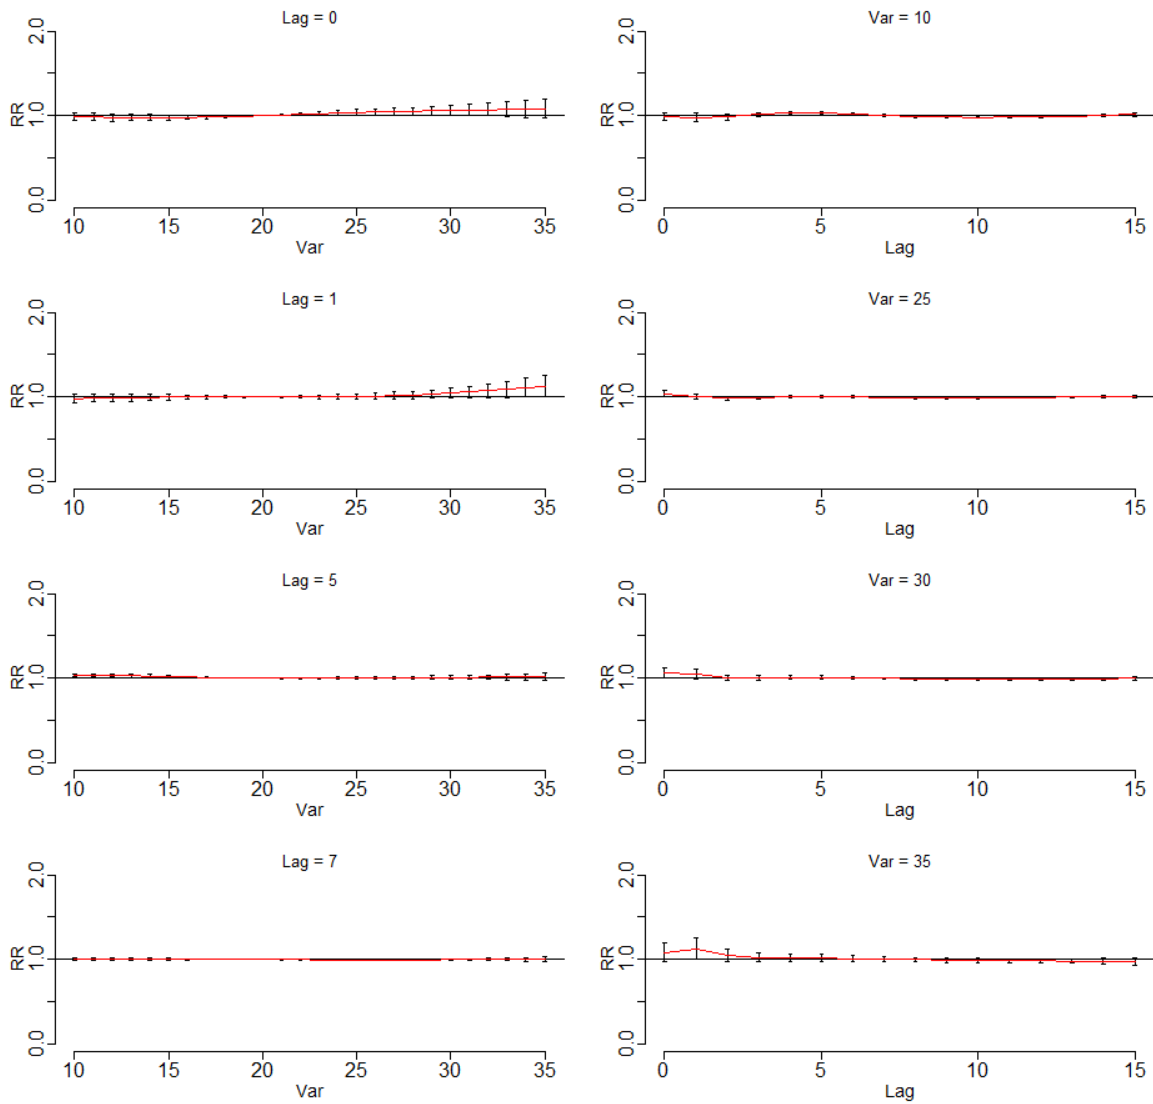 Lag = 0
2.0
1.0
0.0
RR
10 15 20 25 30 35
Var
Var = 10
2.0
1.0
0.0
RR
0 5 10 15
Lag
Lag = 1
2.0
1.0
0.0
RR
10 15 20 25 30 35
Var
Var = 25
2.0
1.0
0.0
RR
0 5 10 15
Lag
Lag = 5
2.0
1.0
0.0
RR
10 15 20 25 30 35
Var
Var = 30
2.0
1.0
0.0
RR
0 5 10 15
Lag
Lag = 7
2.0
1.0
0.0
RR
10 15 20 25 30 35
Var
Var = 35
2.0
1.0
0.0
RR
0 5 10 15
Lag